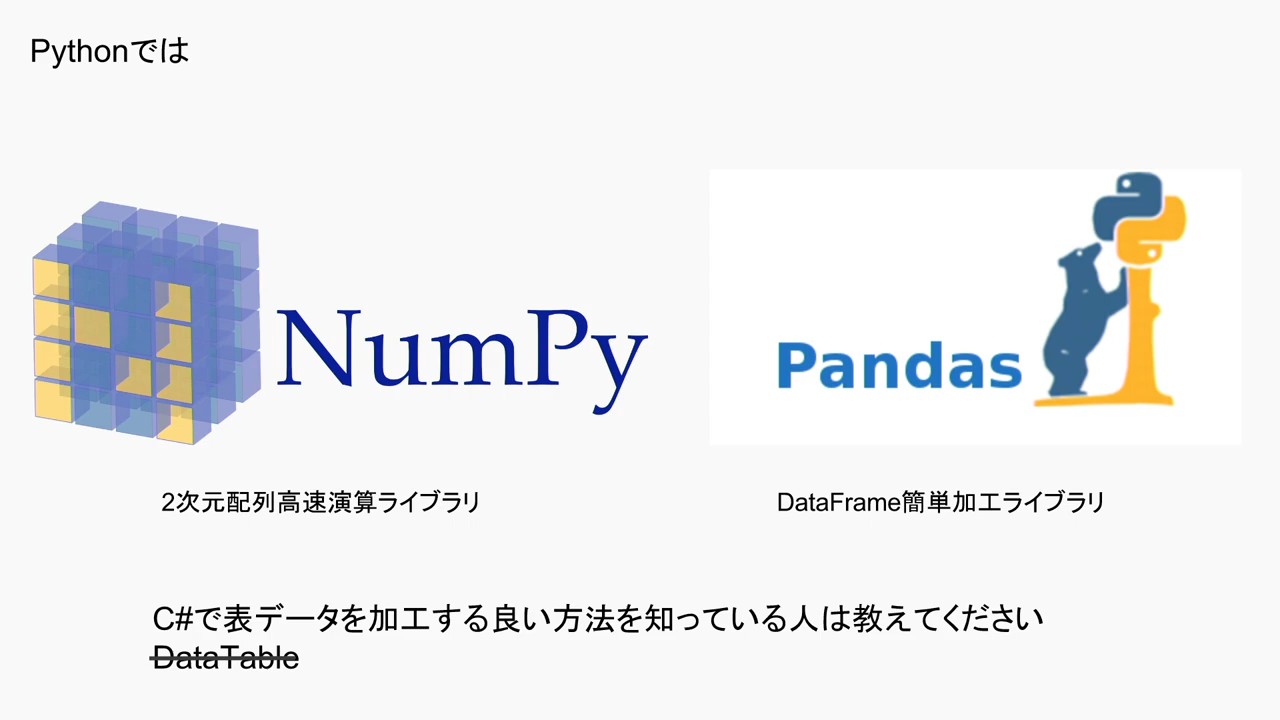 Pythonでは
NumPy
Pandas
2次元配列高速演算ライブラリ
DataFrame簡単加工ライブラリ
C#で表データを加工する良い方法を知っている人は教えてください
DataTable